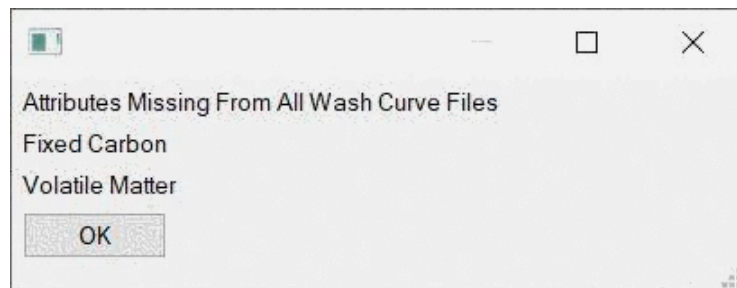 Attributes Missing From All Wash Curve Files
Fixed Carbon
Volatile Matter
OK